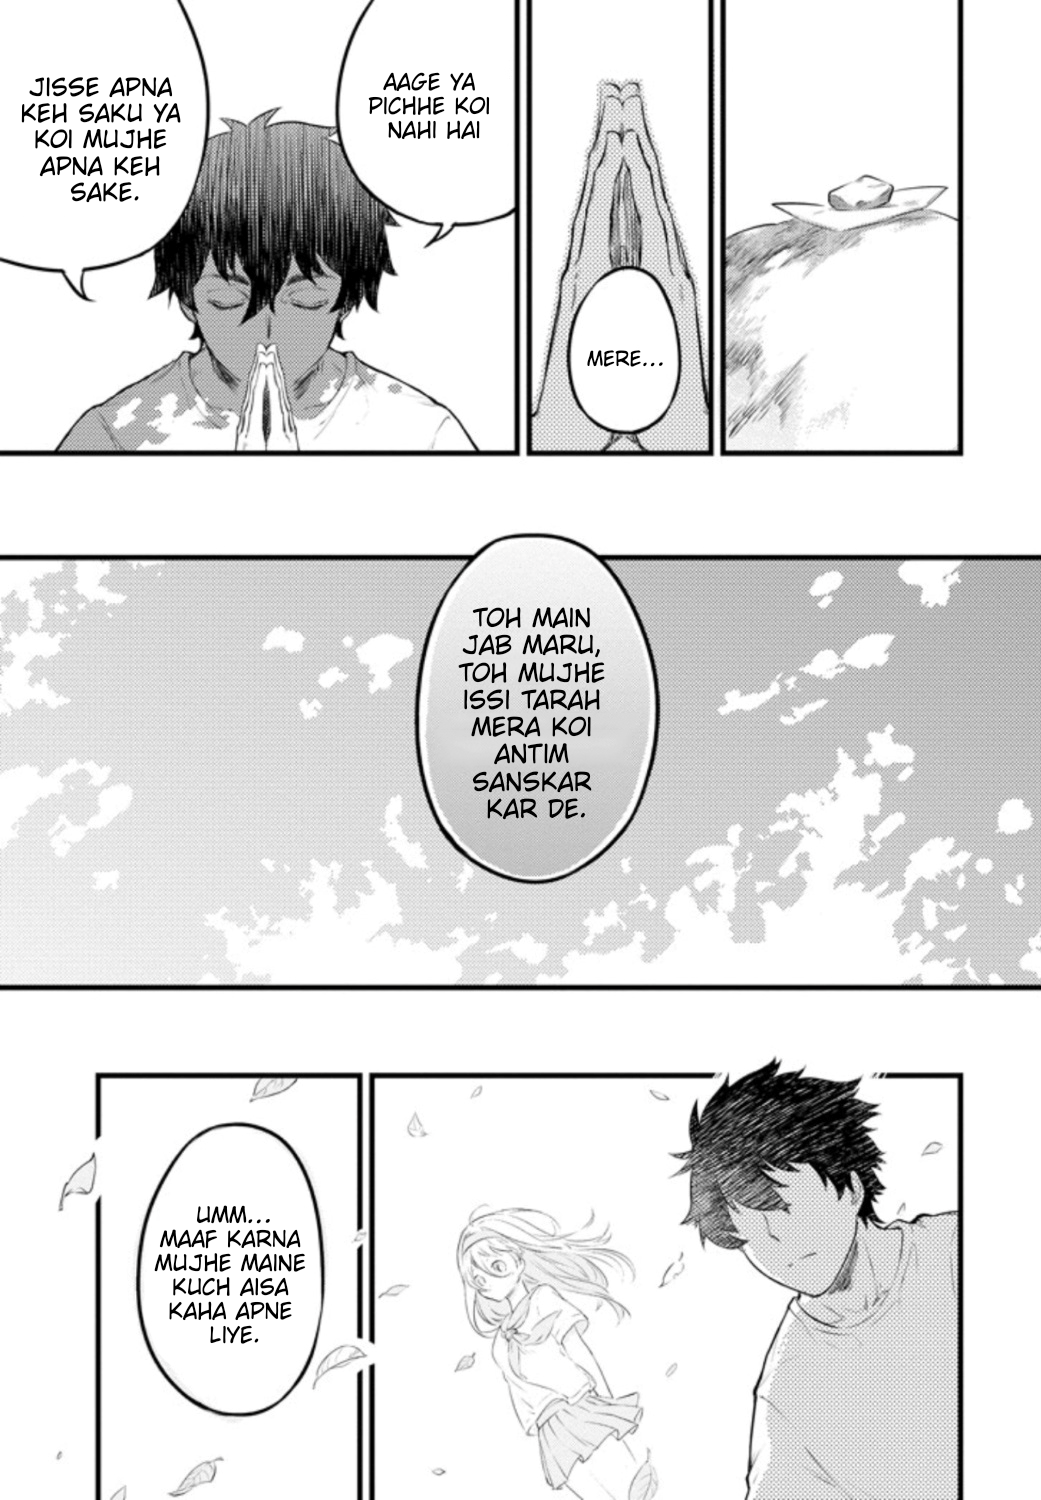 MERE...
AAGE YA
PICHHE KOI
NAHI HAI
JISSE APNA
KEH SAKU YA
KOI MUJHE
APNA KEH
SAKE.
TOH MAIN
JAB MARU,
TOH MUJHE
ISSI TARAH
MERA KOI
ANTIM
SANSKAR
KAR DE.
UMM...
MAAF KARNA
MUJHE MAINE
KUCH AISA
KAHA APNE
LIYE.